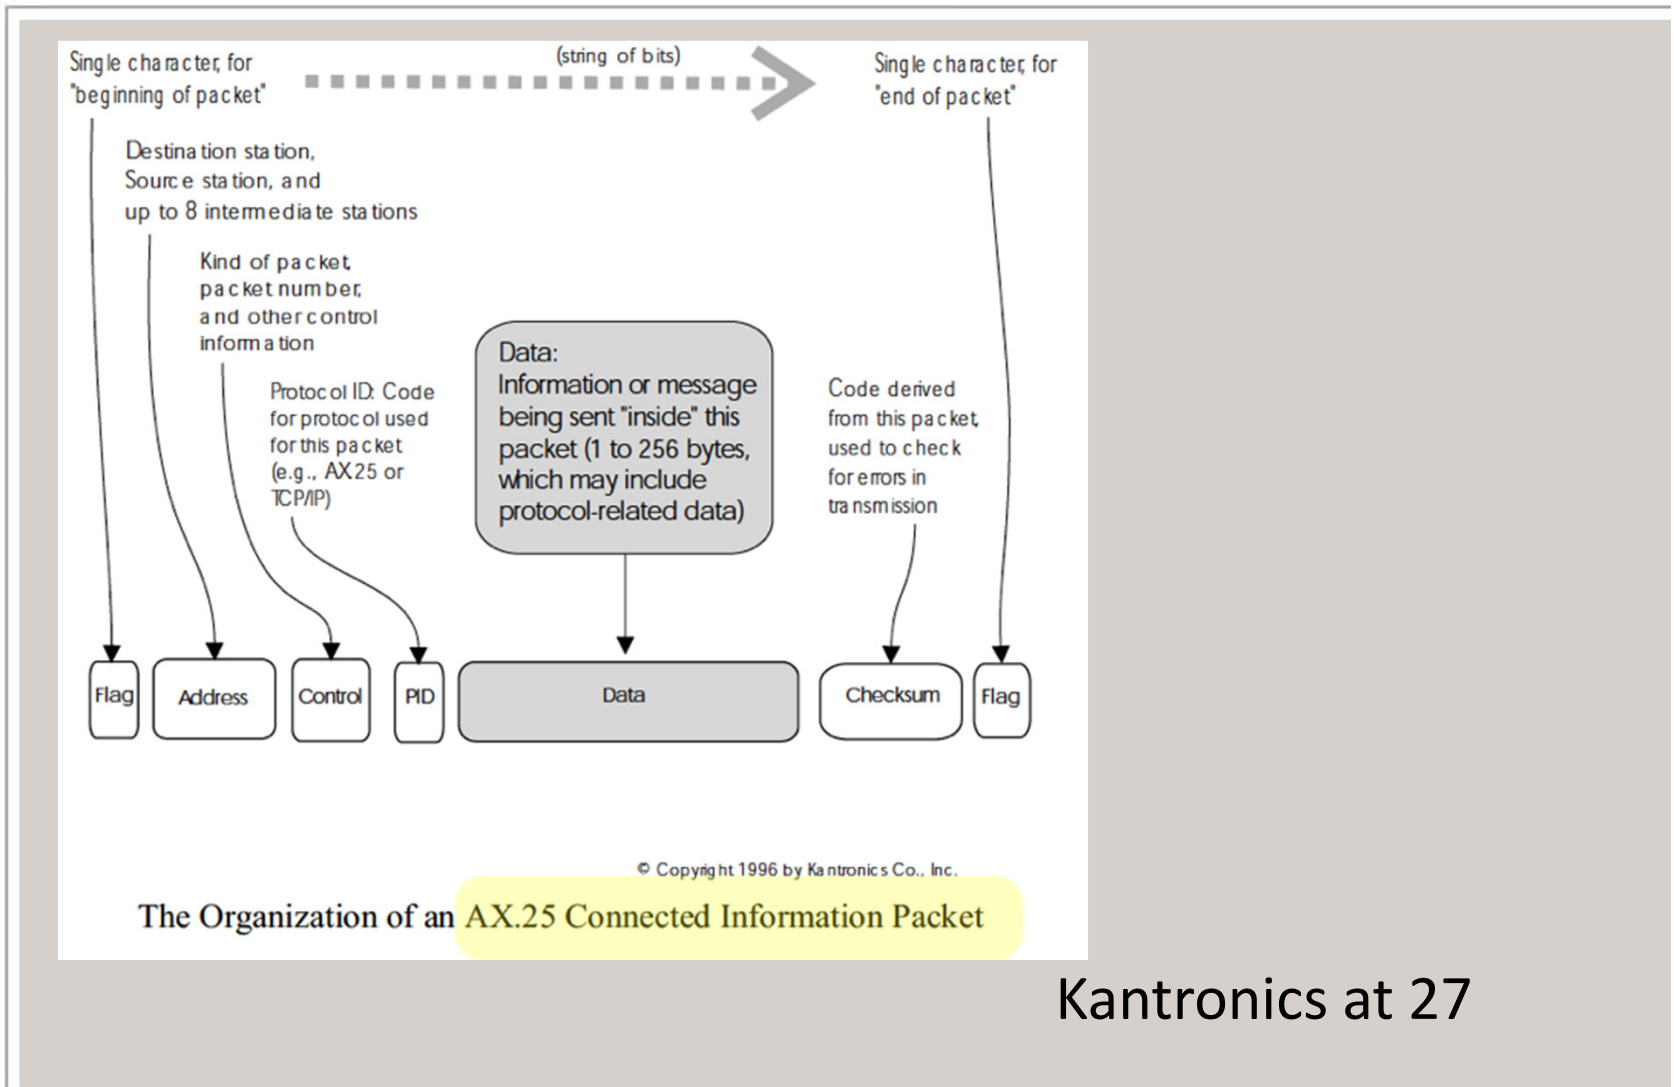 Single character, for
"beginning of packet"
(string of bits)
Single character, for
"end of packet"
Destination station,
Source station, and
up to 8 intermediate stations
Kind of packet,
packet number,
and other control
information
Protocol ID: Code
for protocol used
for this packet
(e.g., AX.25 or
TCP/IP)
Data:
Information or message
being sent "inside" this
packet (1 to 256 bytes,
which may include
protocol-related data)
Code derived
from this packet,
used to check
for errors in
transmission
Flag Address Control PID Data Checksum Flag
© Copyright 1996 by Kantronics Co., Inc.
The Organization of an AX.25 Connected Information Packet
Kantronics at 27